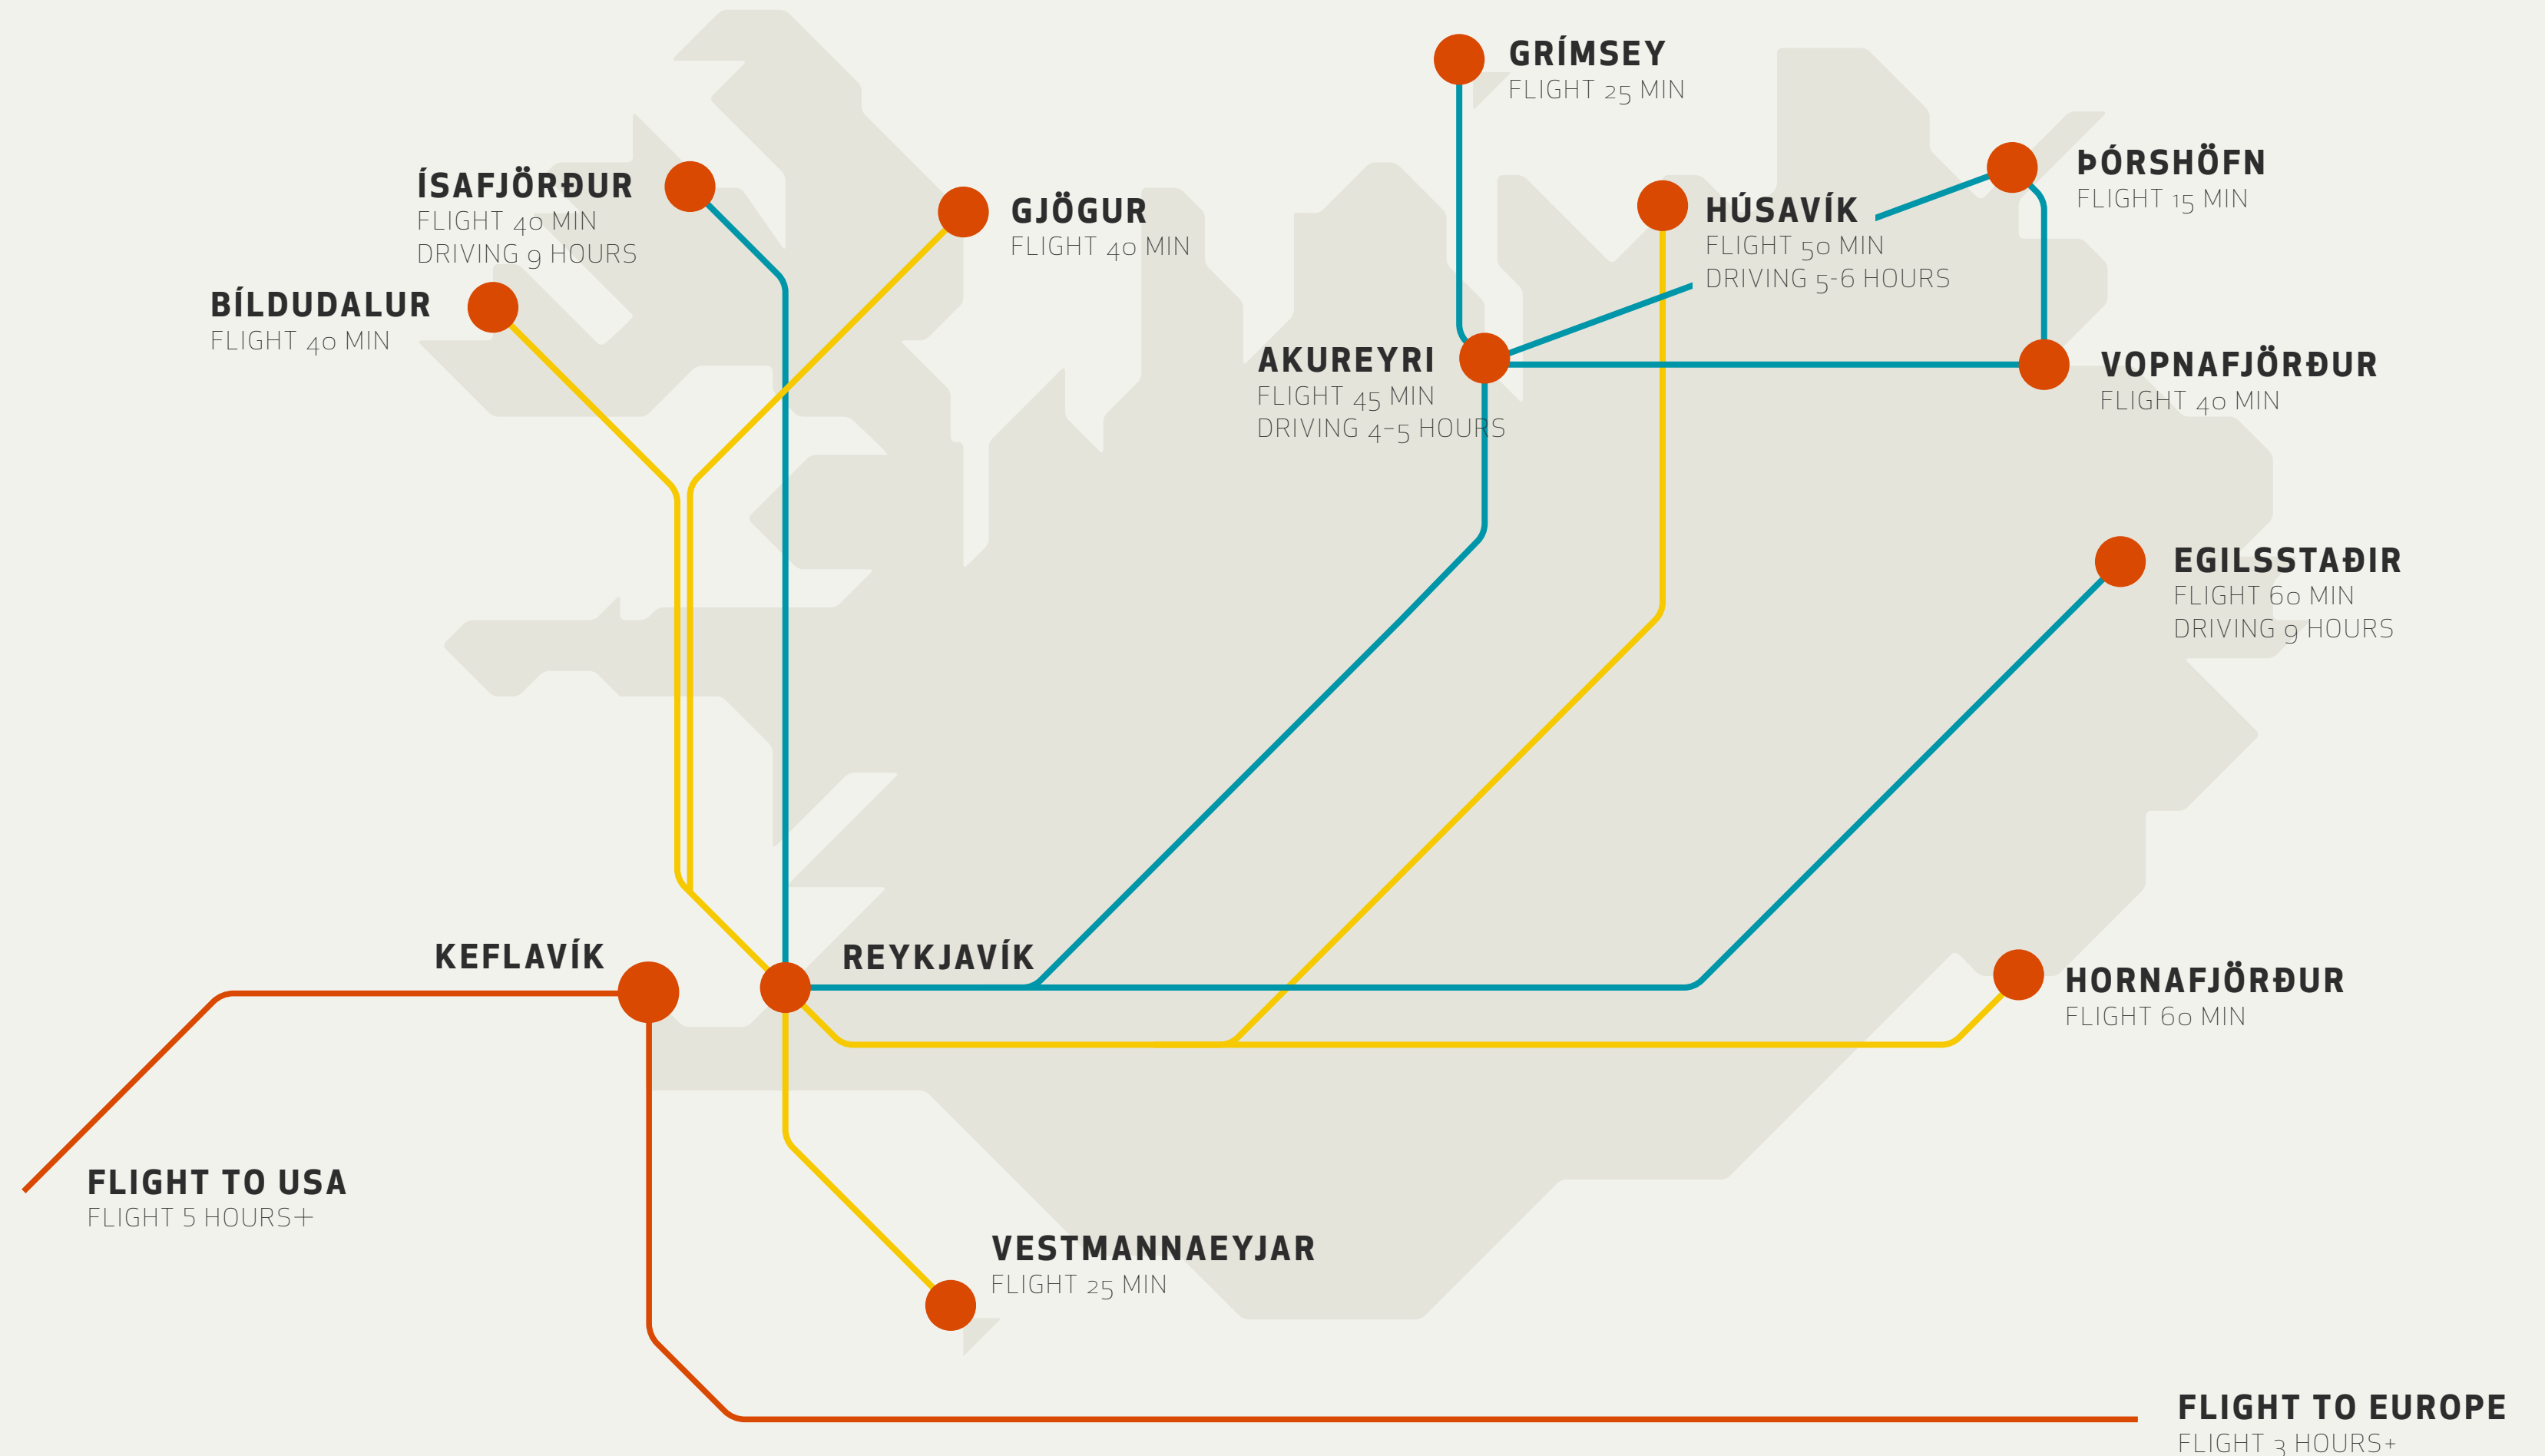 GRÍMSEY
FLIGHT 25 MIN
ÞÓRSHÖFN
FLIGHT 15 MIN
ÍSAFJÖRÐUR
FLIGHT 40 MIN
DRIVING 9 HOURS
GJÖGUR
FLIGHT 40 MIN
HÚSAVÍK
FLIGHT 50 MIN
DRIVING 5-6 HOURS
BÍLDUDALUR
FLIGHT 40 MIN
AKUREYRI
FLIGHT 45 MIN
DRIVING 4–5 HOURS
VOPNAFJÖRÐUR
FLIGHT 40 MIN
EGILSSTAÐIR
FLIGHT 60 MIN
DRIVING 9 HOURS
KEFLAVÍK
REYKJAVÍK
HORNAFJÖRÐUR
FLIGHT 60 MIN
FLIGHT TO USA
FLIGHT 5 HOURS+
VESTMANNAEYJAR
FLIGHT 25 MIN
FLIGHT TO EUROPE
FLIGHT 3 HOURS+